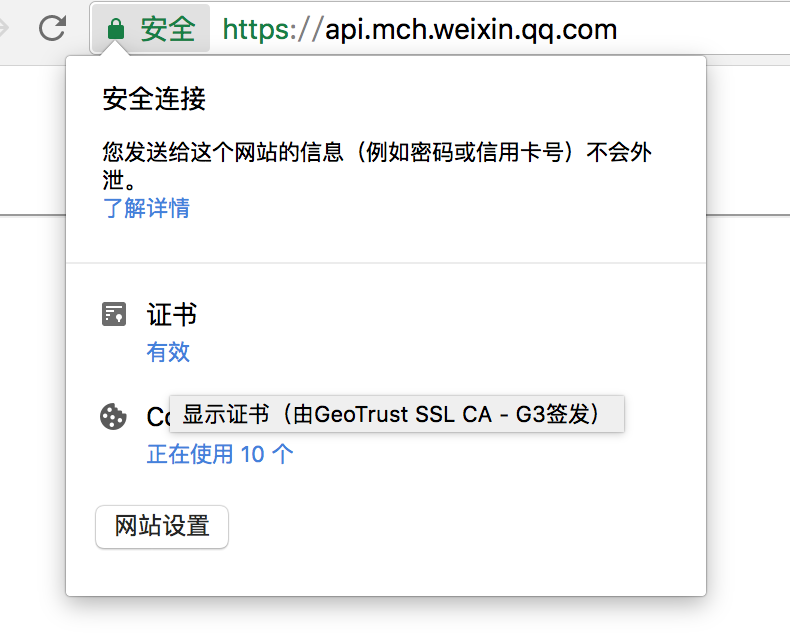 安全 https://api.mch.weixin.qq.com
安全连接
您发送给这个网站的信息（例如密码或信用卡号）不会外
泄。
了解详情
证书
有效
显示证书（由GeoTrust SSL CA - G3签发）
正在使用 10 个
网站设置